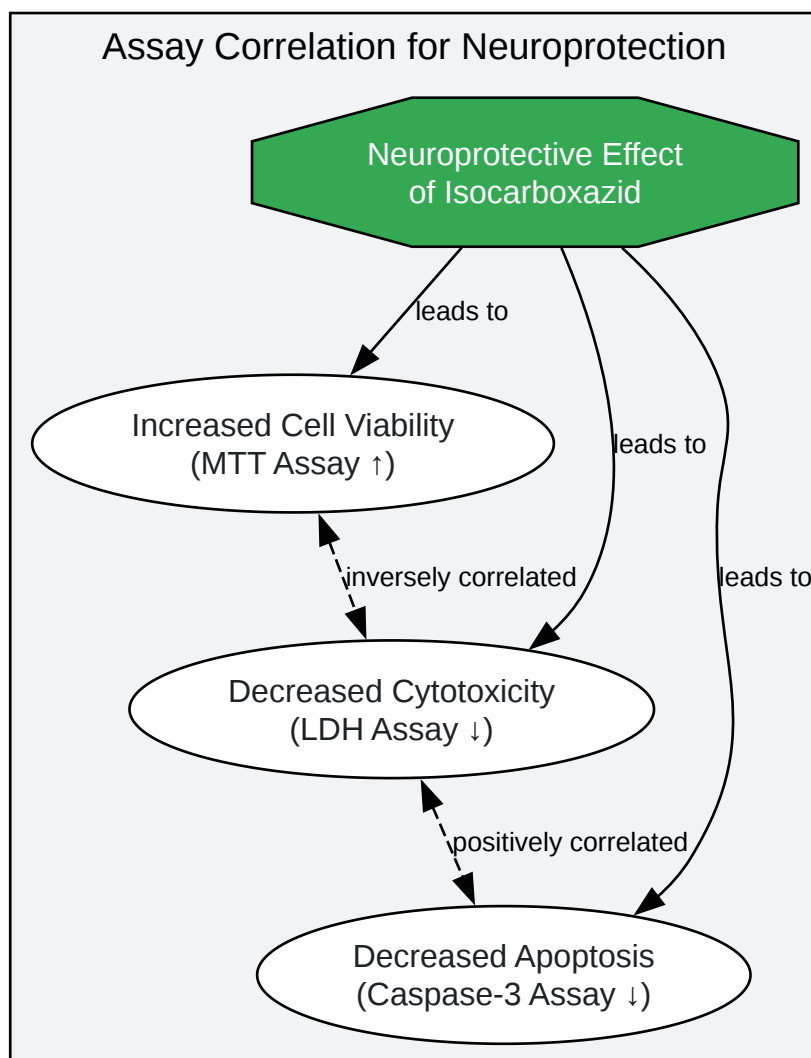 Assay Correlation for Neuroprotection
Neuroprotective Effect
of Isocarboxazid
leads to
Increased Cell Viability
(MTT Assay ↑)
leads to
inversely correlated
leads to
Decreased Cytotoxicity
(LDH Assay ↓)
positively correlated
Decreased Apoptosis
(Caspase-3 Assay ↓)